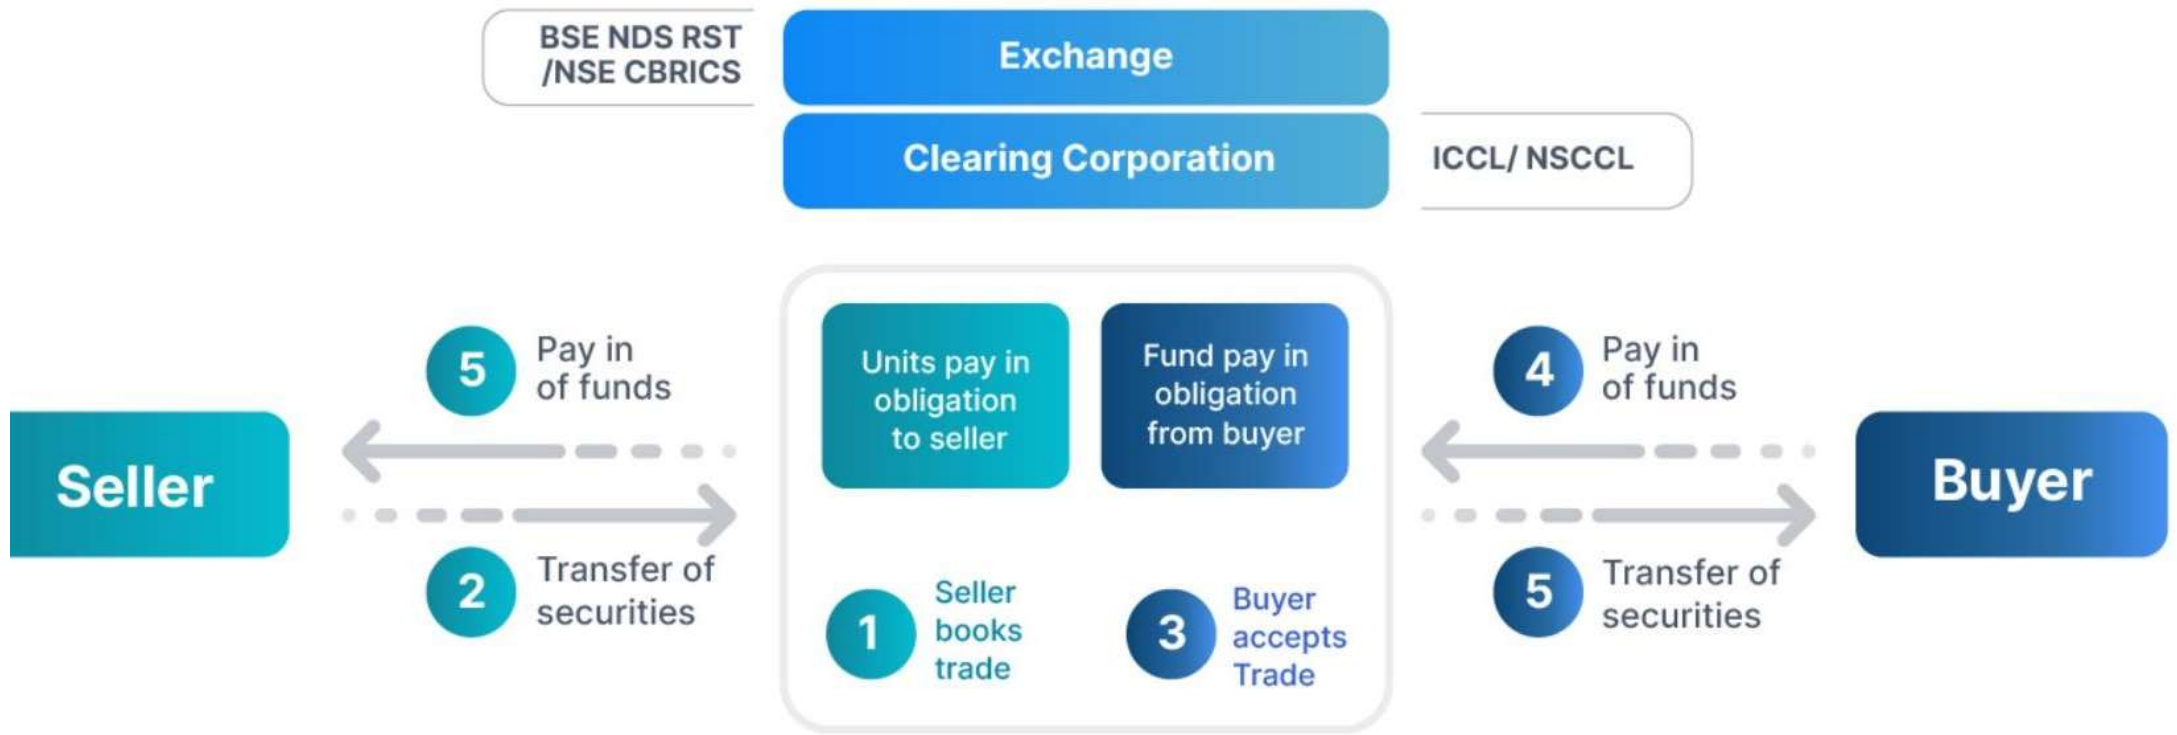 BSE NDS RST
/NSE CBRICS
Exchange
Clearing Corporation
ICCL/ NSCCL
Seller
5
Pay in
of funds
2
Transfer of
securities
Units pay in
obligation
to seller
Fund pay in
obligation
from buyer
1
Seller
books
trade
3
Buyer
accepts
Trade
4
Pay in
of funds
5
Transfer of
securities
Buyer